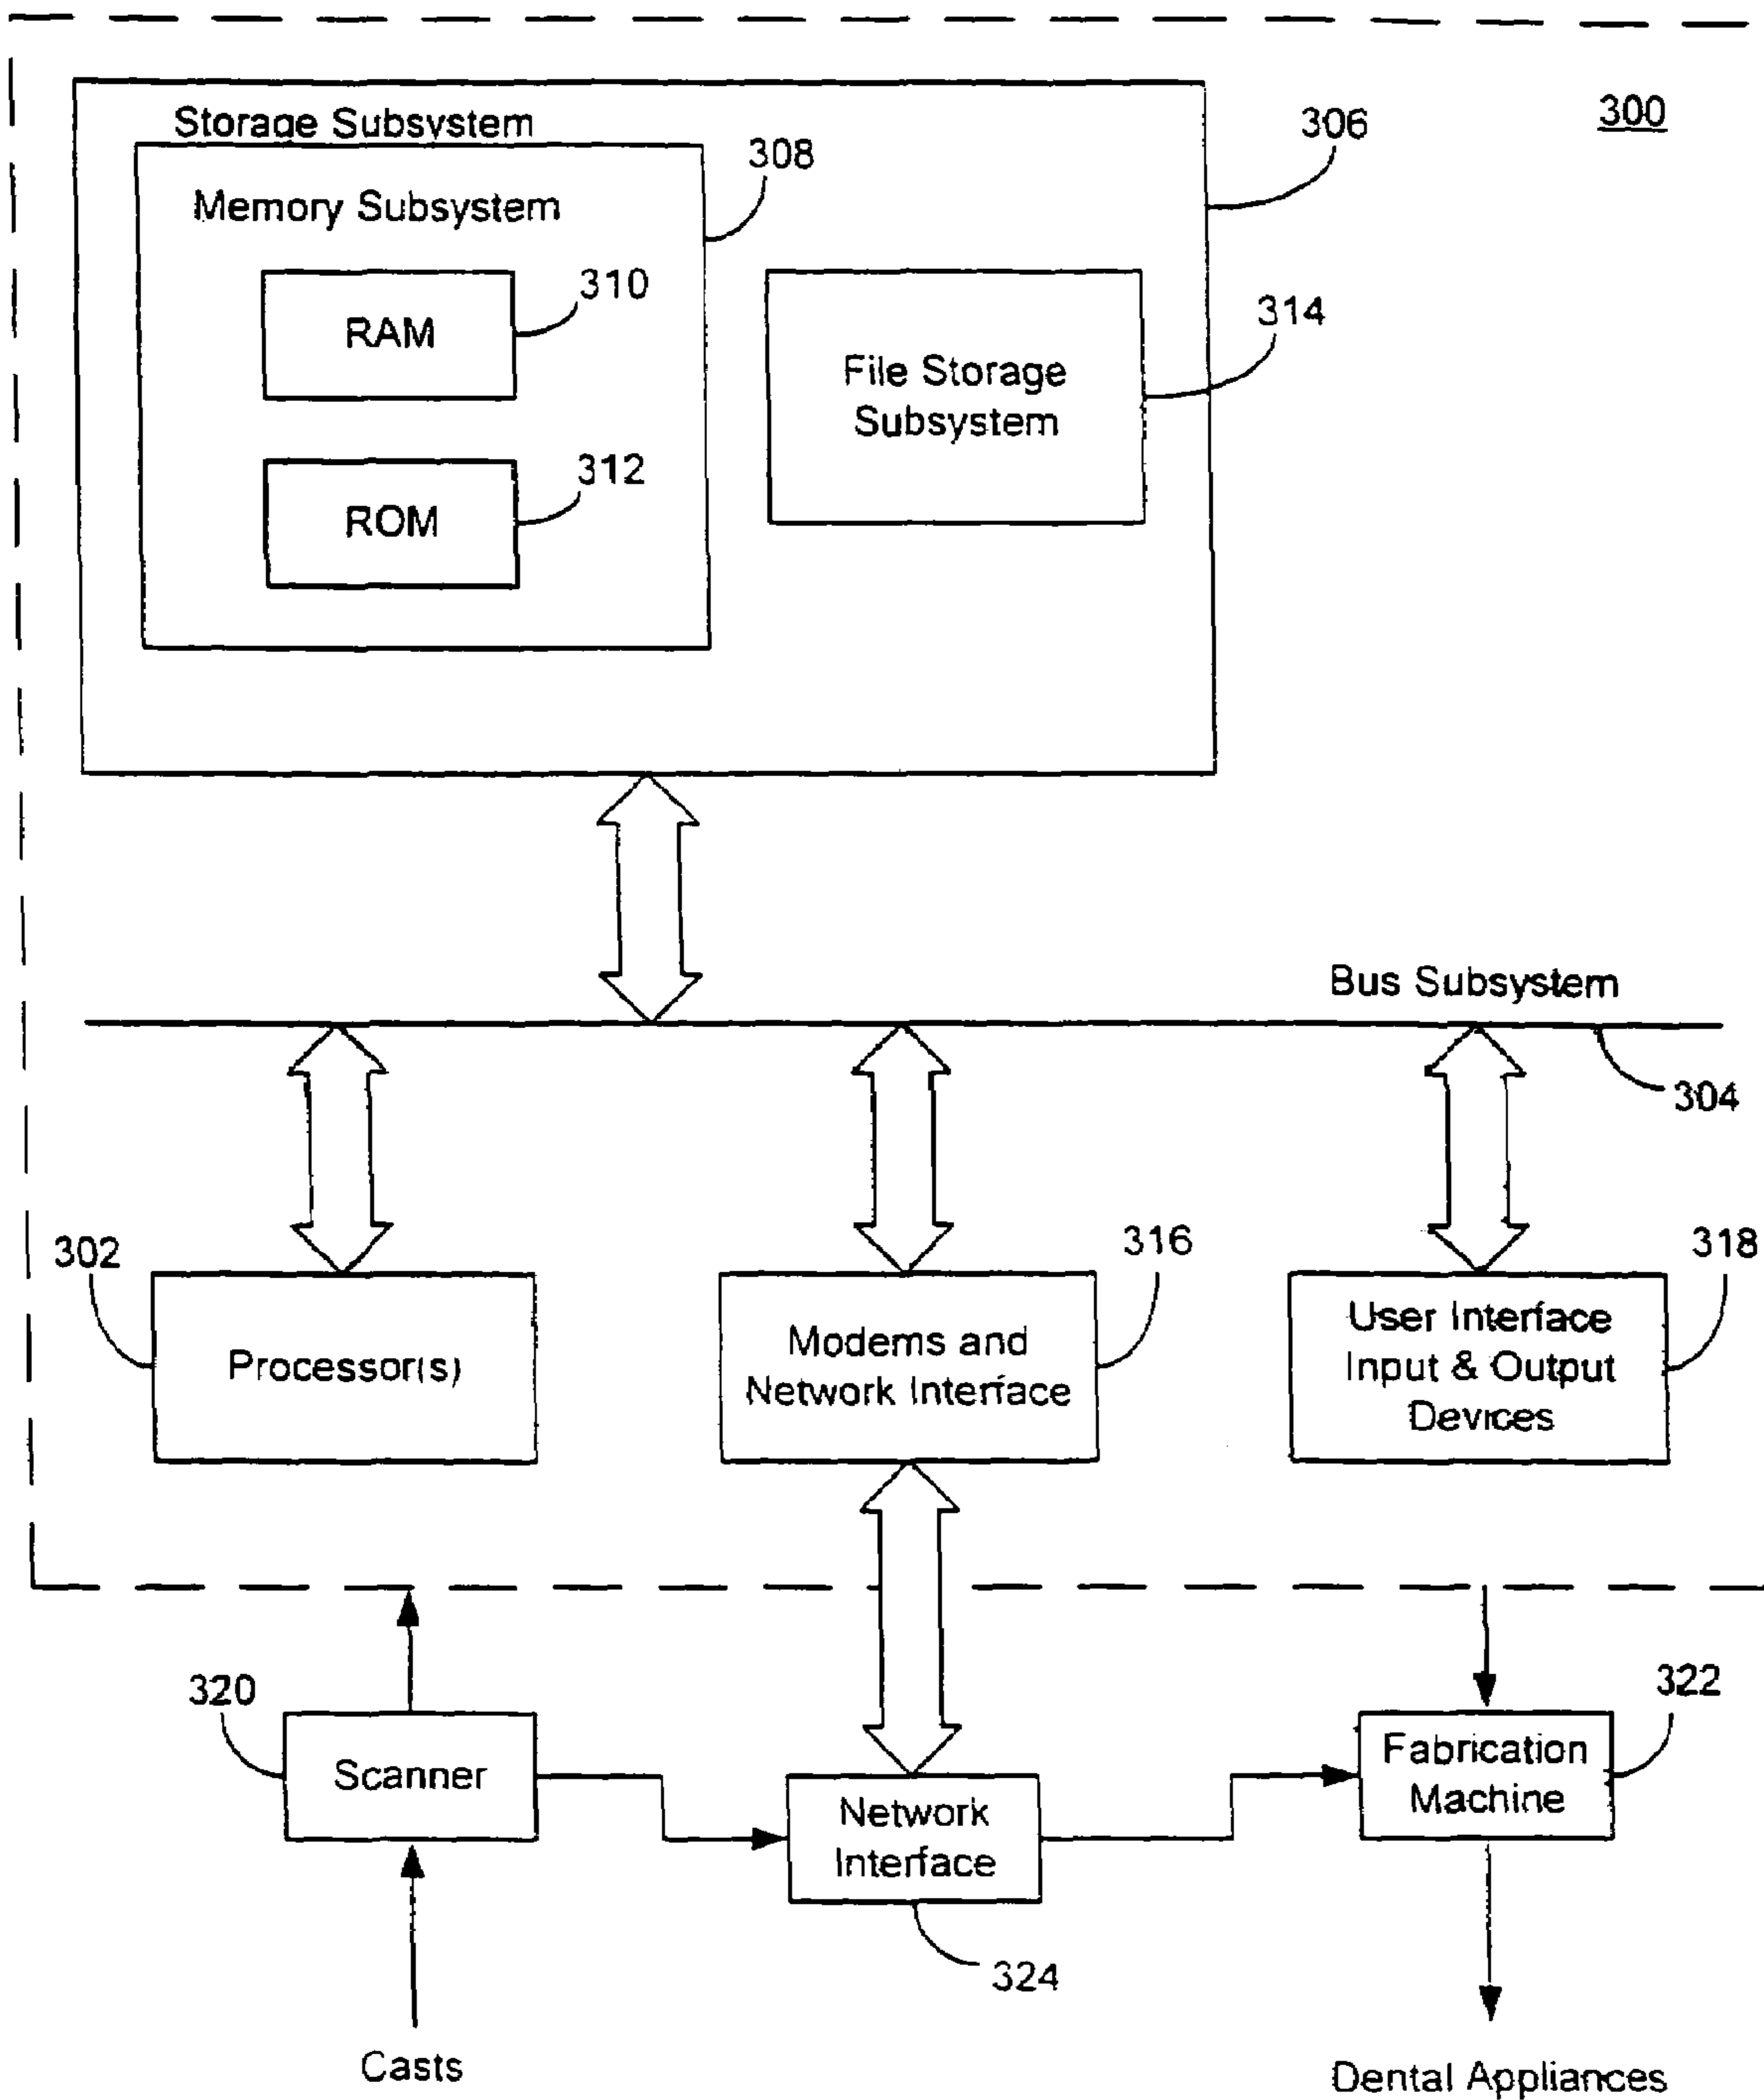 300
Storage Subsystem
306
308
Memory Subsystem
310
RAM
314
File Storage
Subsystem
312
ROM
Bus Subsystem
304
302
Processor(s)
316
Modems and
Network Interface
318
User Interface
Input & Output
Devices
320
Scanner
322
Fabrication
Machine
Network
Interface
324
Casts
Dental Appliances